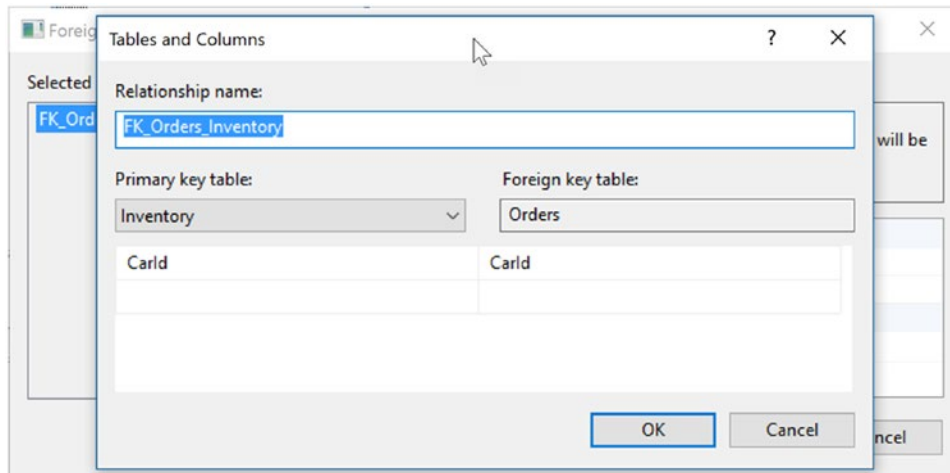 Foreig
Tables and Columns
?
Selected
Relationship name:
FK_Ord
FK_Orders_Inventory
will be
Primary key table:
Foreign key table:
Inventory
Orders
CarId
CarId
OK
Cancel
ncel